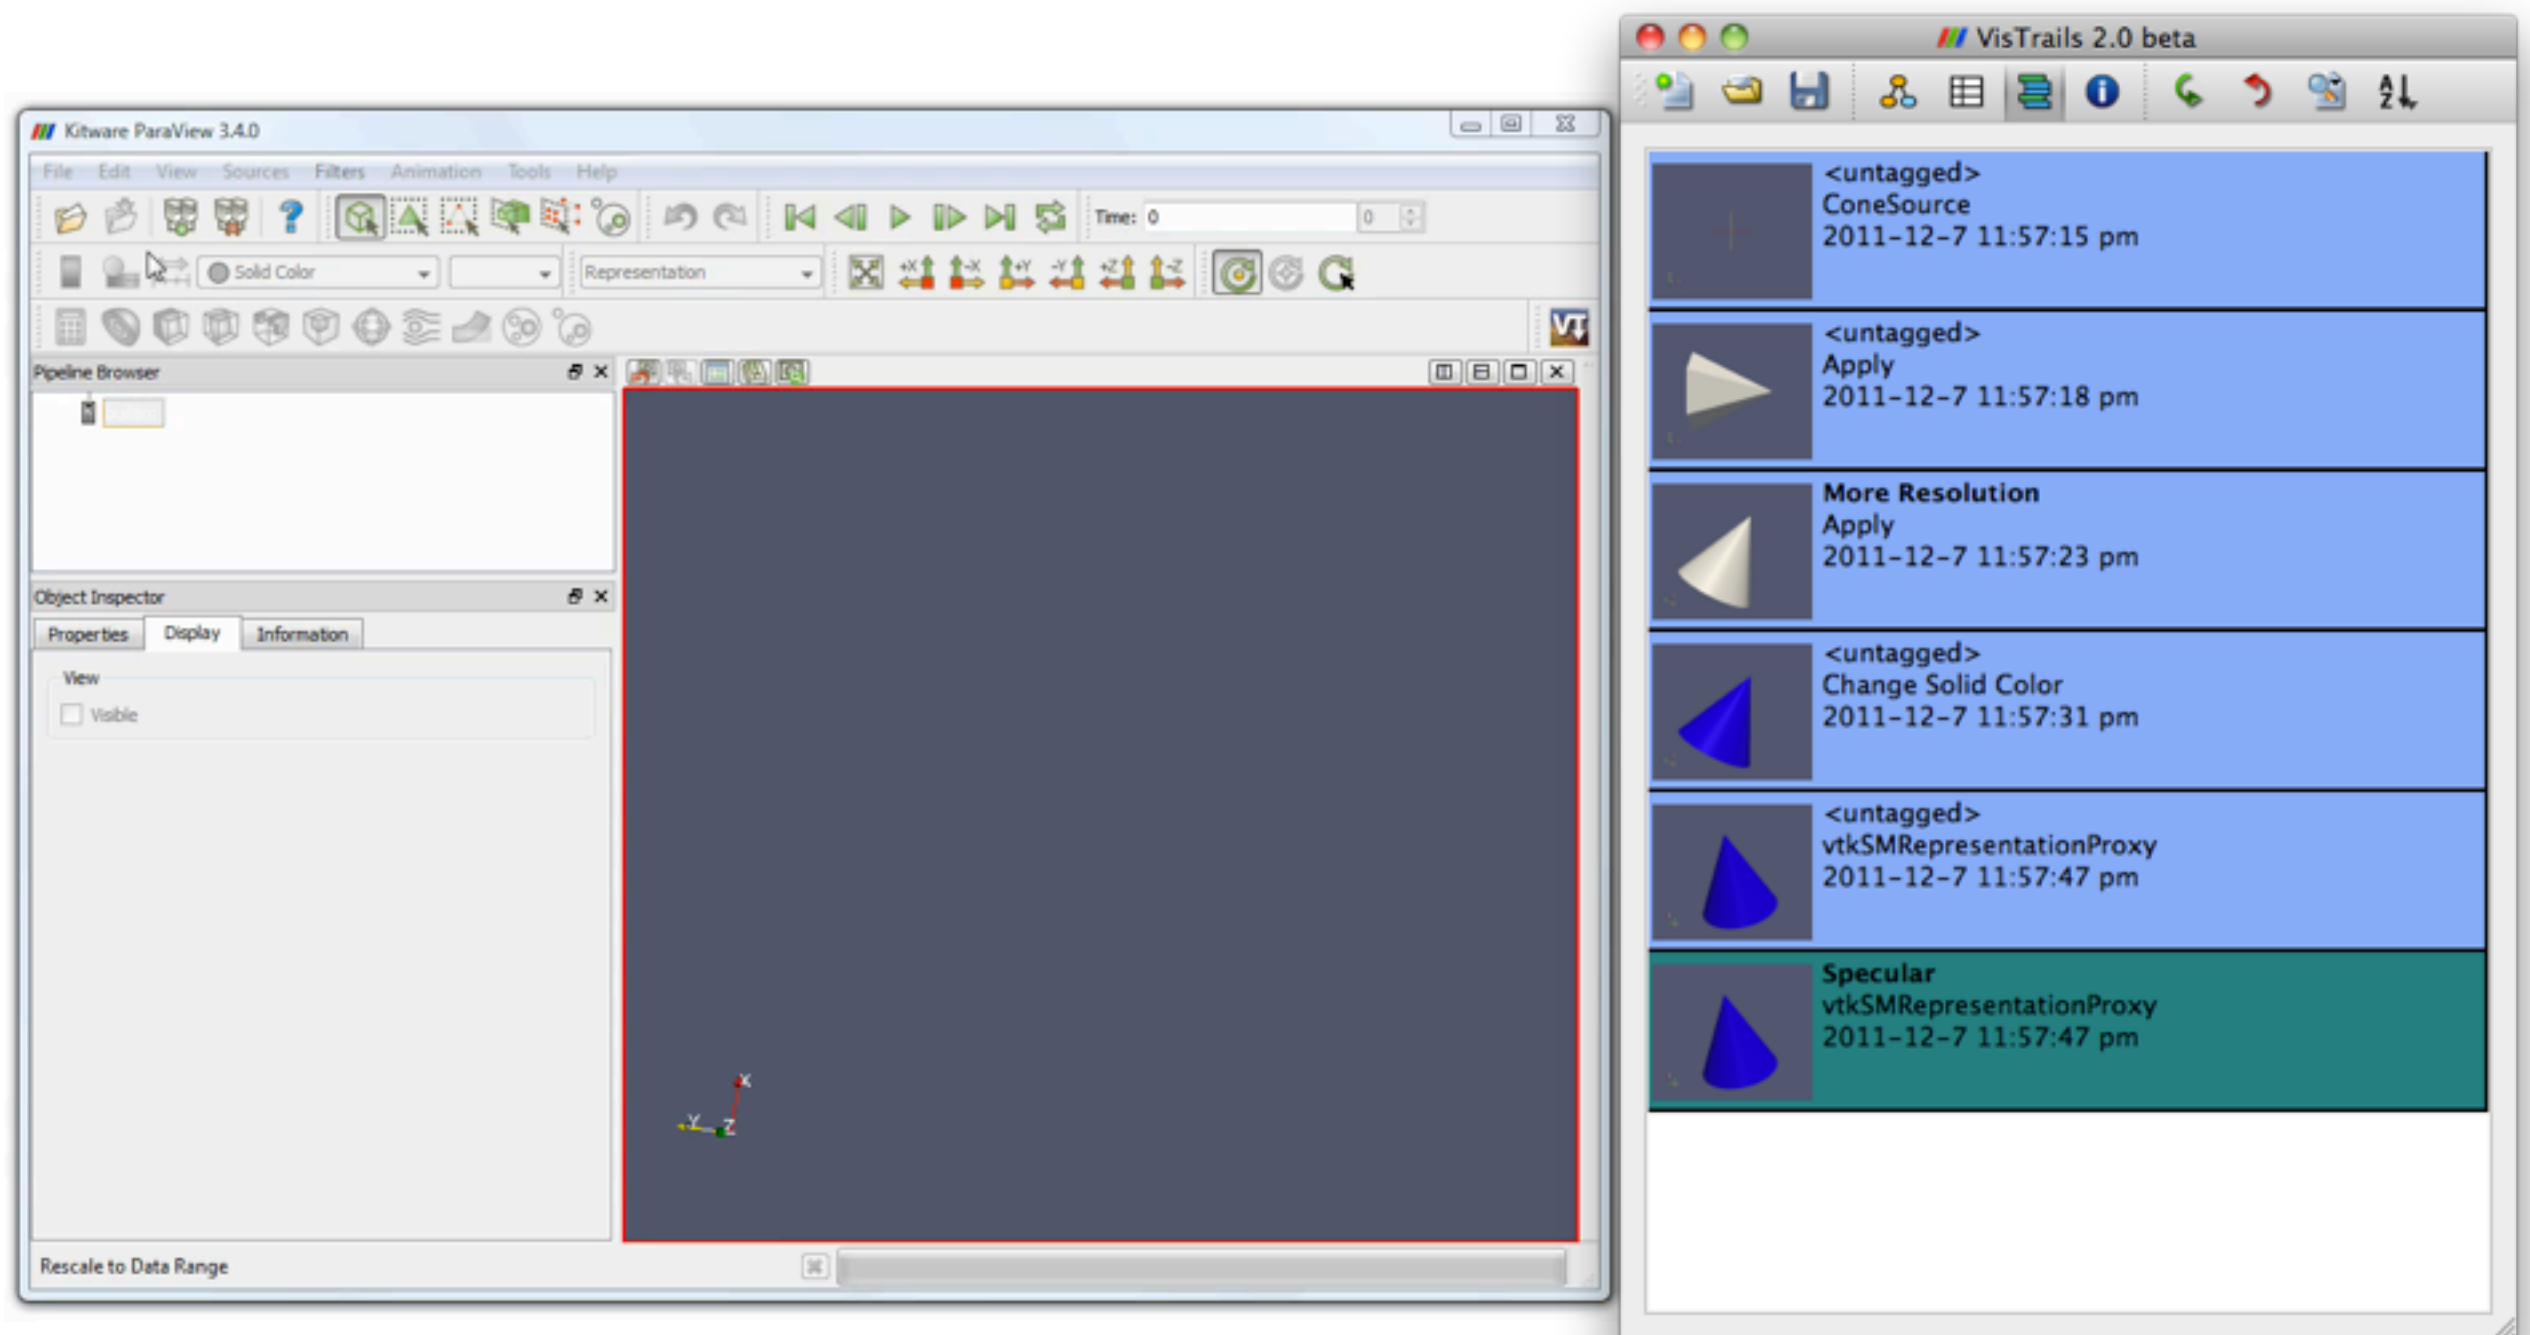 Kitware ParaView 3.4.0
File Edit View Sources Filters Animation Tools Help
Time: 0 0
Solid Color Representation
+X -X +Y -Y +Z -Z
VT
Pipeline Browser
Object Inspector
Properties Display Information
View
Visible
X
Y Z
Rescale to Data Range
VisTrails 2.0 beta
A
Z
<untagged>
ConeSource
2011-12-7 11:57:15 pm
<untagged>
Apply
2011-12-7 11:57:18 pm
More Resolution
Apply
2011-12-7 11:57:23 pm
<untagged>
Change Solid Color
2011-12-7 11:57:31 pm
<untagged>
vtkSMRepresentationProxy
2011-12-7 11:57:47 pm
Specular
vtkSMRepresentationProxy
2011-12-7 11:57:47 pm